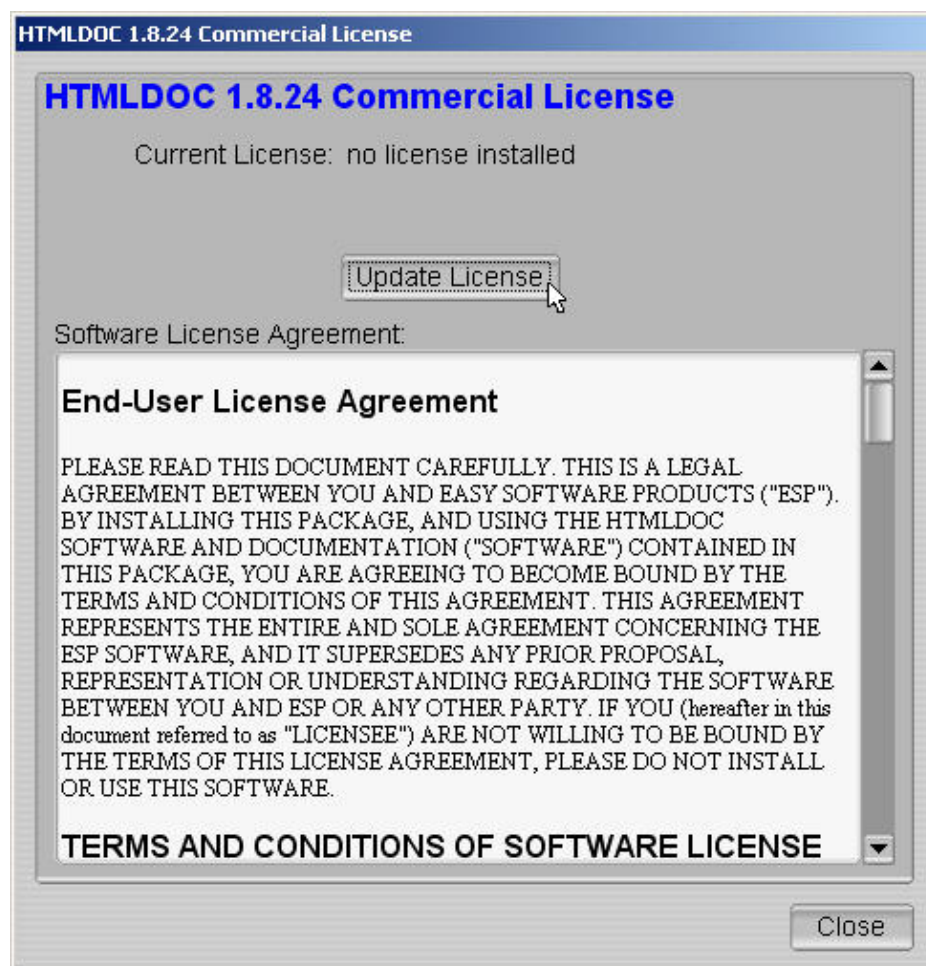 HTMLDOC 1.8.24 Commercial License
HTMLDOC 1.8.24 Commercial License
Current License: no license installed
Update License
Software License Agreement:
End-User License Agreement
PLEASE READ THIS DOCUMENT CAREFULLY. THIS IS A LEGAL
AGREEMENT BETWEEN YOU AND EASY SOFTWARE PRODUCTS ("ESP").
BY INSTALLING THIS PACKAGE, AND USING THE HTMLDOC
SOFTWARE AND DOCUMENTATION ("SOFTWARE") CONTAINED IN
THIS PACKAGE, YOU ARE AGREEING TO BECOME BOUND BY THE
TERMS AND CONDITIONS OF THIS AGREEMENT. THIS AGREEMENT
REPRESENTS THE ENTIRE AND SOLE AGREEMENT CONCERNING THE
ESP SOFTWARE, AND IT SUPERSEDES ANY PRIOR PROPOSAL,
REPRESENTATION OR UNDERSTANDING REGARDING THE SOFTWARE
BETWEEN YOU AND ESP OR ANY OTHER PARTY. IF YOU (hereafter in this
document referred to as "LICENSEE") ARE NOT WILLING TO BE BOUND BY
THE TERMS OF THIS LICENSE AGREEMENT, PLEASE DO NOT INSTALL
OR USE THIS SOFTWARE.
TERMS AND CONDITIONS OF SOFTWARE LICENSE
Close